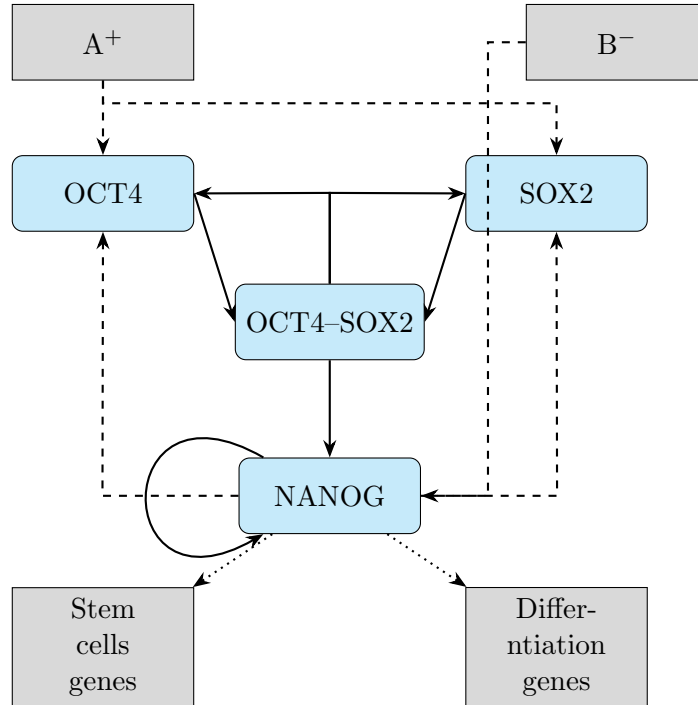 A⁺
B⁻
OCT4
SOX2
OCT4–SOX2
NANOG
Stem
cells
genes
Differ-
ntiation
genes